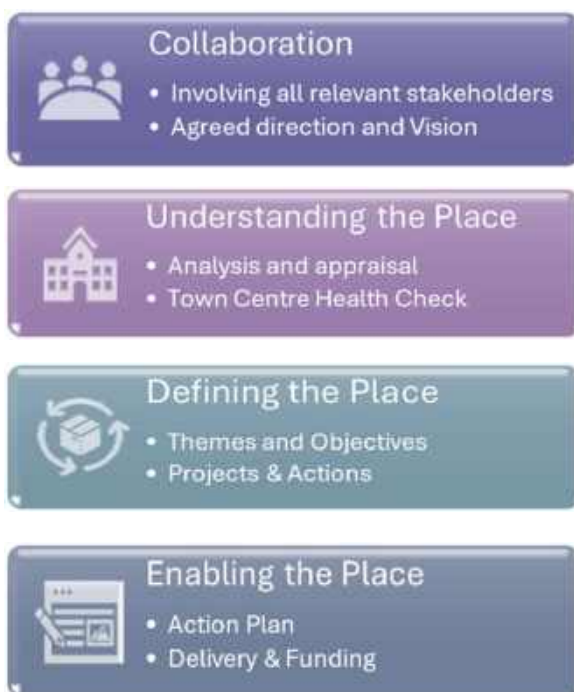 Collaboration
• Involving all relevant stakeholders
• Agreed direction and Vision
Understanding the Place
• Analysis and appraisal
• Town Centre Health Check
Defining the Place
• Themes and Objectives
• Projects & Actions
Enabling the Place
• Action Plan
• Delivery & Funding